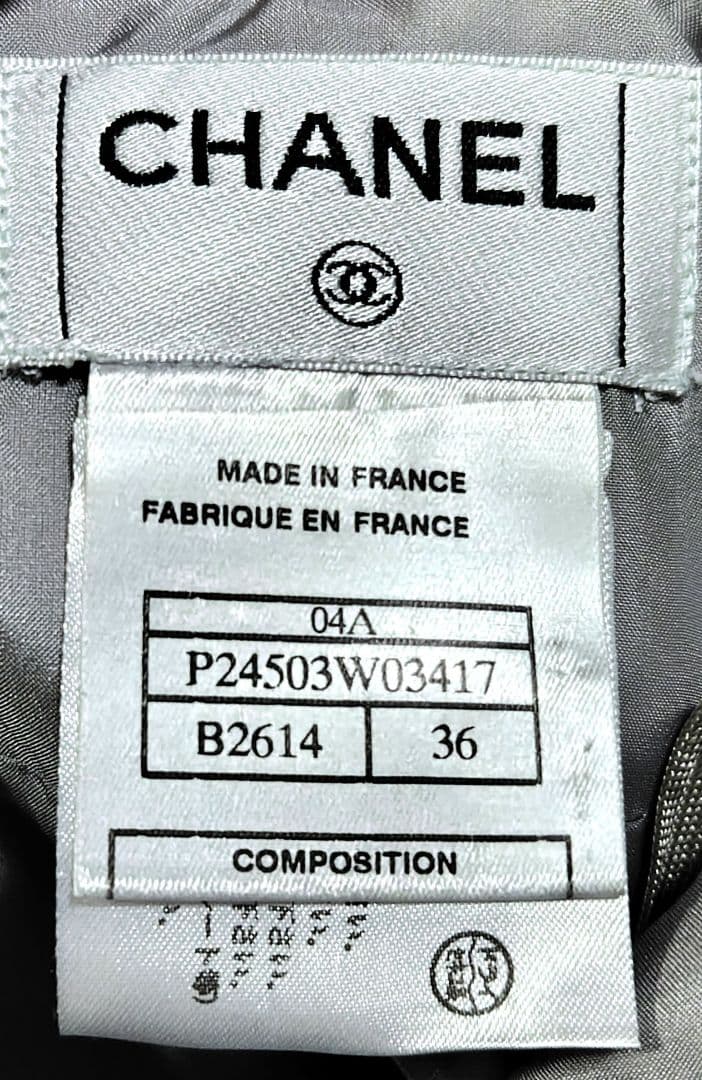 CHANEL
MADE IN FRANCE
FABRIQUE EN FRANCE
04A
P24503W03417
B2614 36
COMPOSITION